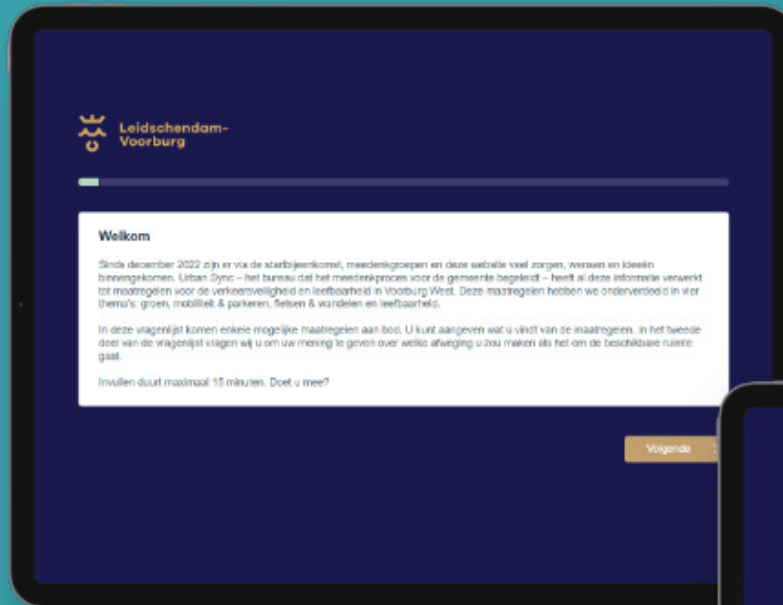 Leidschendam-
Voorburg
Welkom
Sinds december 2022 zijn er via de startbijeenkomst, meedenkgroepen en deze website veel zorgen, wensen en ideeën
binnengekomen. Urban Sync – het bureau dat het meedenkproces voor de gemeente begeleidt – heeft al deze informatie verwerkt
tot maatregelen voor de verkeersveiligheid en leefbaarheid in Voorburg West. Deze maatregelen hebben we onderverdeeld in vier
thema's: groen, mobiliteit & parkeren, fietsen & wandelen en leefbaarheid.
In deze vragenlijst komen enkele mogelijke maatregelen aan bod. U kunt aangeven wat u vindt van de maatregelen. In het tweede
deel van de vragenlijst vragen wij u om uw mening te geven over welke afweging u zou maken als het om de beschikbare ruimte
gaat.
Invullen duurt maximaal 15 minuten. Doet u mee?
Volgende